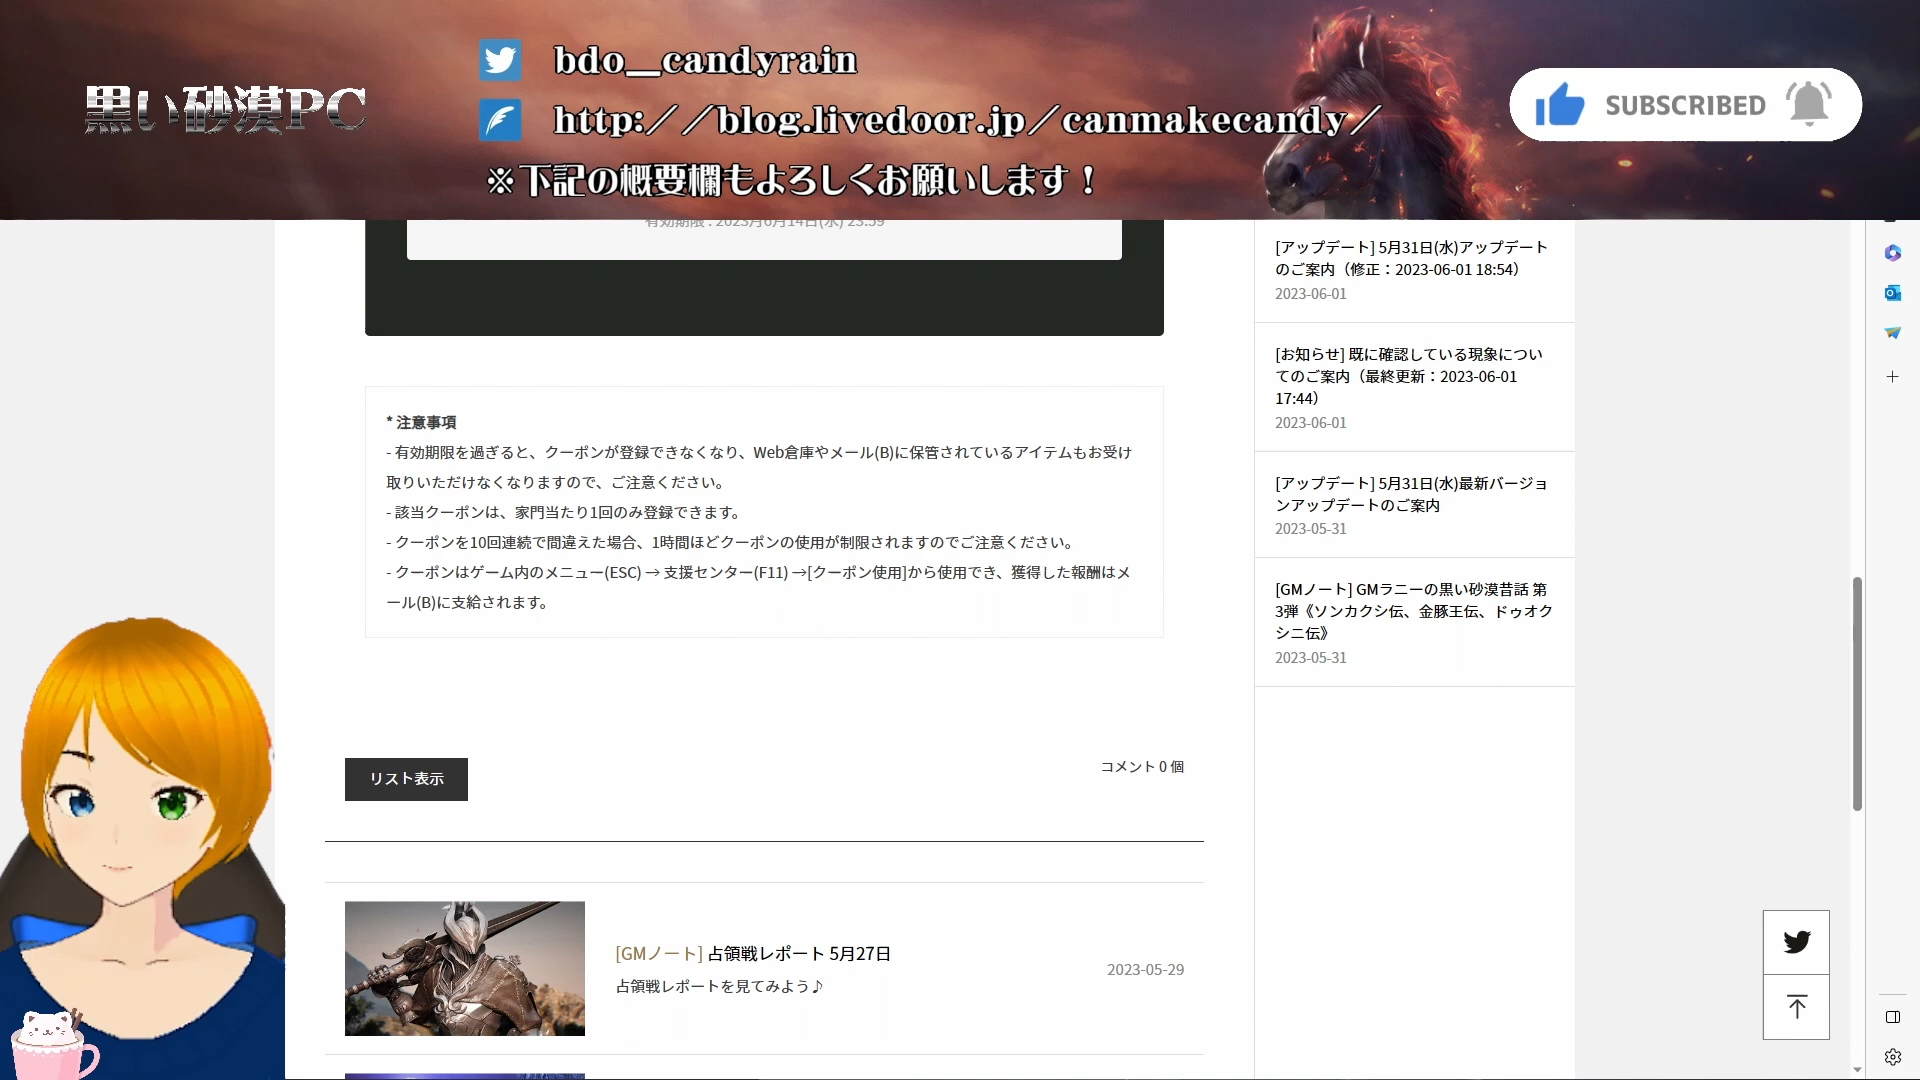 黒い砂漠PC
bdo__candyrain
http://blog.livedoor.jp/canmakecandy/
※下記の概要欄もよろしくお願いします！
SUBSCRIBED
有効期限 : 2023月6月14日(水) 23:59
* 注意事項
- 有効期限を過ぎると、クーポンが登録できなくなり、Web倉庫やメール(B)に保管されているアイテムもお受け
取りいただけなくなりますので、ご注意ください。
- 該当クーポンは、家門当たり1回のみ登録できます。
- クーポンを10回連続で間違えた場合、1時間ほどクーポンの使用が制限されますのでご注意ください。
- クーポンはゲーム内のメニュー(ESC) → 支援センター(F11) →[クーポン使用]から使用でき、獲得した報酬はメ
ール(B)に支給されます。
リスト表示
コメント 0 個
[GMノート] 占領戦レポート 5月27日
占領戦レポートを見てみよう♪
2023-05-29
[アップデート] 5月31日(水)アップデート
のご案内（修正：2023-06-01 18:54）
2023-06-01
[お知らせ] 既に確認している現象につい
てのご案内（最終更新：2023-06-01
17:44）
2023-06-01
[アップデート] 5月31日(水)最新バージョ
ンアップデートのご案内
2023-05-31
[GMノート] GMラニーの黒い砂漠昔話 第
3弾《ソンカクシ伝、金豚王伝、ドゥオク
シニ伝》
2023-05-31